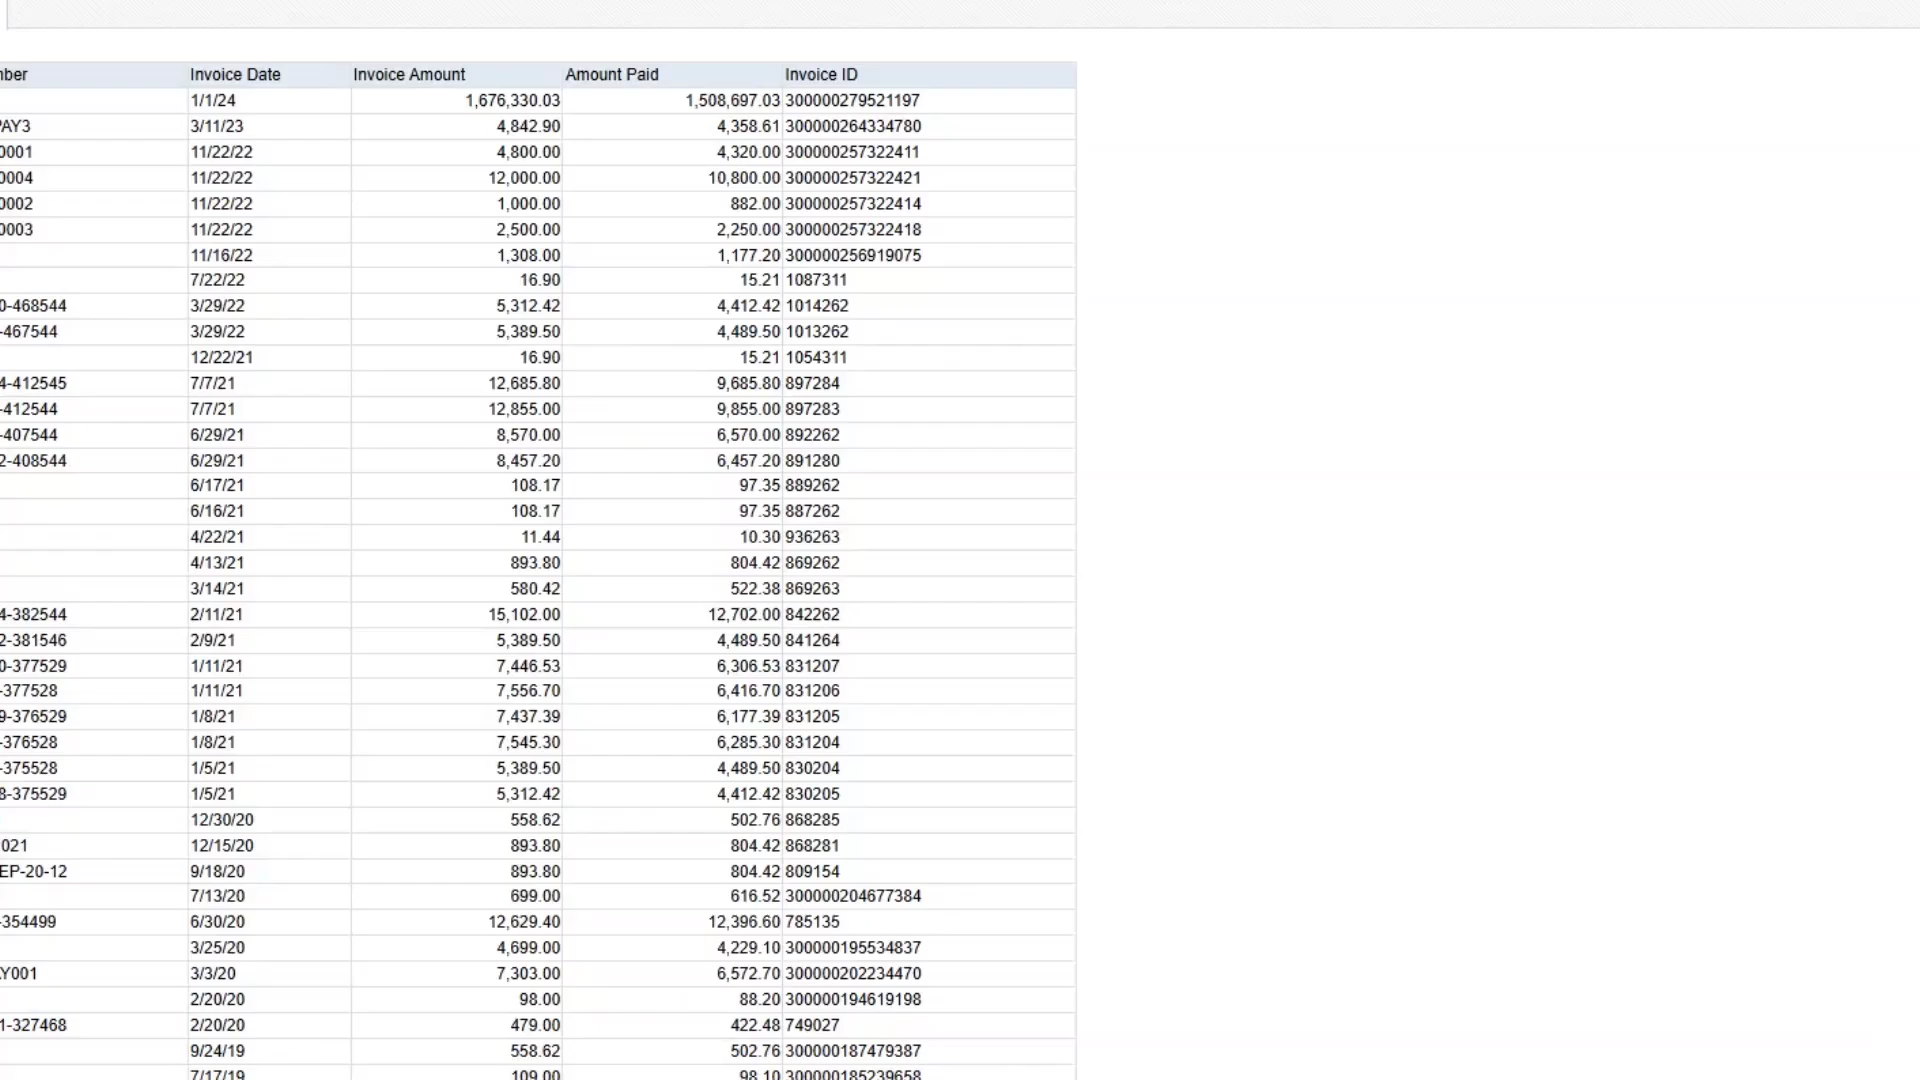 nber Invoice Date Invoice Amount Amount Paid Invoice ID
1/1/24 1,676,330.03 1,508,697.03 300000279521197
PAY3 3/11/23 4,842.90 4,358.61 300000264334780
0001 11/22/22 4,800.00 4,320.00 300000257322411
0004 11/22/22 12,000.00 10,800.00 300000257322421
0002 11/22/22 1,000.00 882.00 300000257322414
0003 11/22/22 2,500.00 2,250.00 300000257322418
11/16/22 1,308.00 1,177.20 300000256919075
7/22/22 16.90 15.21 1087311
0-468544 3/29/22 5,312.42 4,412.42 1014262
-467544 3/29/22 5,389.50 4,489.50 1013262
12/22/21 16.90 15.21 1054311
4-412545 7/7/21 12,685.80 9,685.80 897284
-412544 7/7/21 12,855.00 9,855.00 897283
-407544 6/29/21 8,570.00 6,570.00 892262
2-408544 6/29/21 8,457.20 6,457.20 891280
6/17/21 108.17 97.35 889262
6/16/21 108.17 97.35 887262
4/22/21 11.44 10.30 936263
4/13/21 893.80 804.42 869262
3/14/21 580.42 522.38 869263
4-382544 2/11/21 15,102.00 12,702.00 842262
2-381546 2/9/21 5,389.50 4,489.50 841264
0-377529 1/11/21 7,446.53 6,306.53 831207
-377528 1/11/21 7,556.70 6,416.70 831206
9-376529 1/8/21 7,437.39 6,177.39 831205
-376528 1/8/21 7,545.30 6,285.30 831204
-375528 1/5/21 5,389.50 4,489.50 830204
8-375529 1/5/21 5,312.42 4,412.42 830205
12/30/20 558.62 502.76 868285
021 12/15/20 893.80 804.42 868281
EP-20-12 9/18/20 893.80 804.42 809154
7/13/20 699.00 616.52 300000204677384
-354499 6/30/20 12,629.40 12,396.60 785135
3/25/20 4,699.00 4,229.10 300000195534837
Y001 3/3/20 7,303.00 6,572.70 300000202234470
2/20/20 98.00 88.20 300000194619198
1-327468 2/20/20 479.00 422.48 749027
9/24/19 558.62 502.76 300000187479387
7/17/19 109.00 98.10 300000185239658